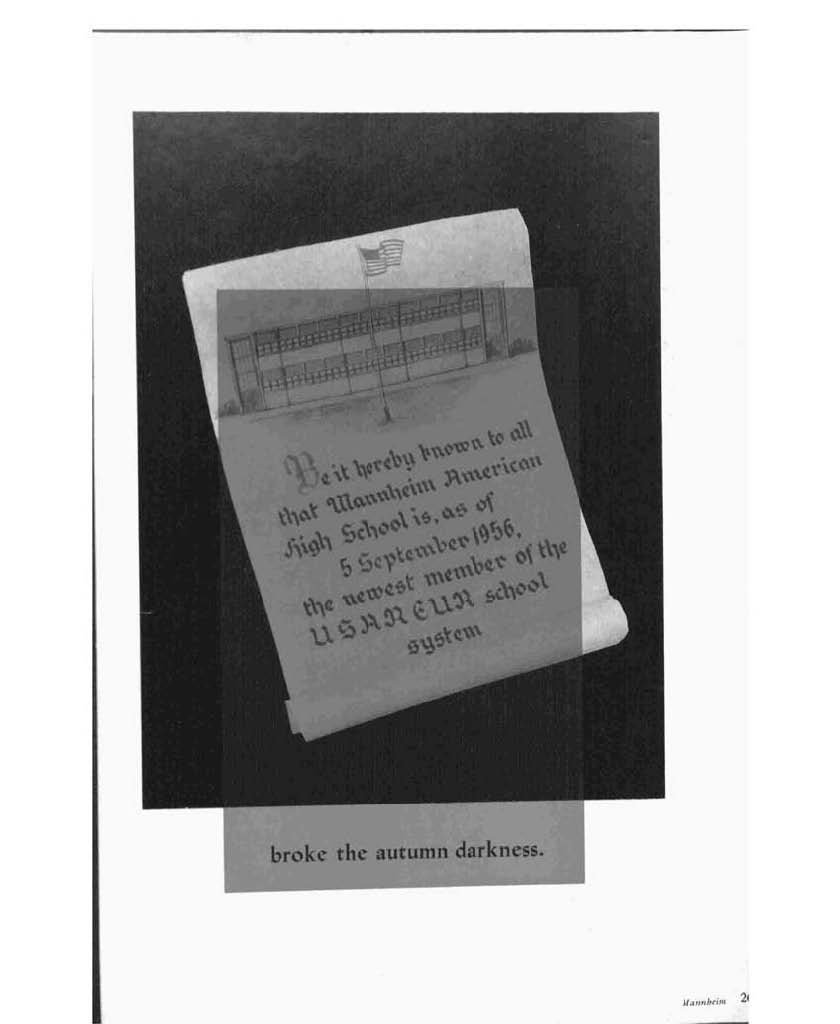 Be it hereby known to all
that Mannheim American
High School is, as of
5 September 1956,
the newest member of the
USAREUR school
system
broke the autumn darkness.
Mannheim